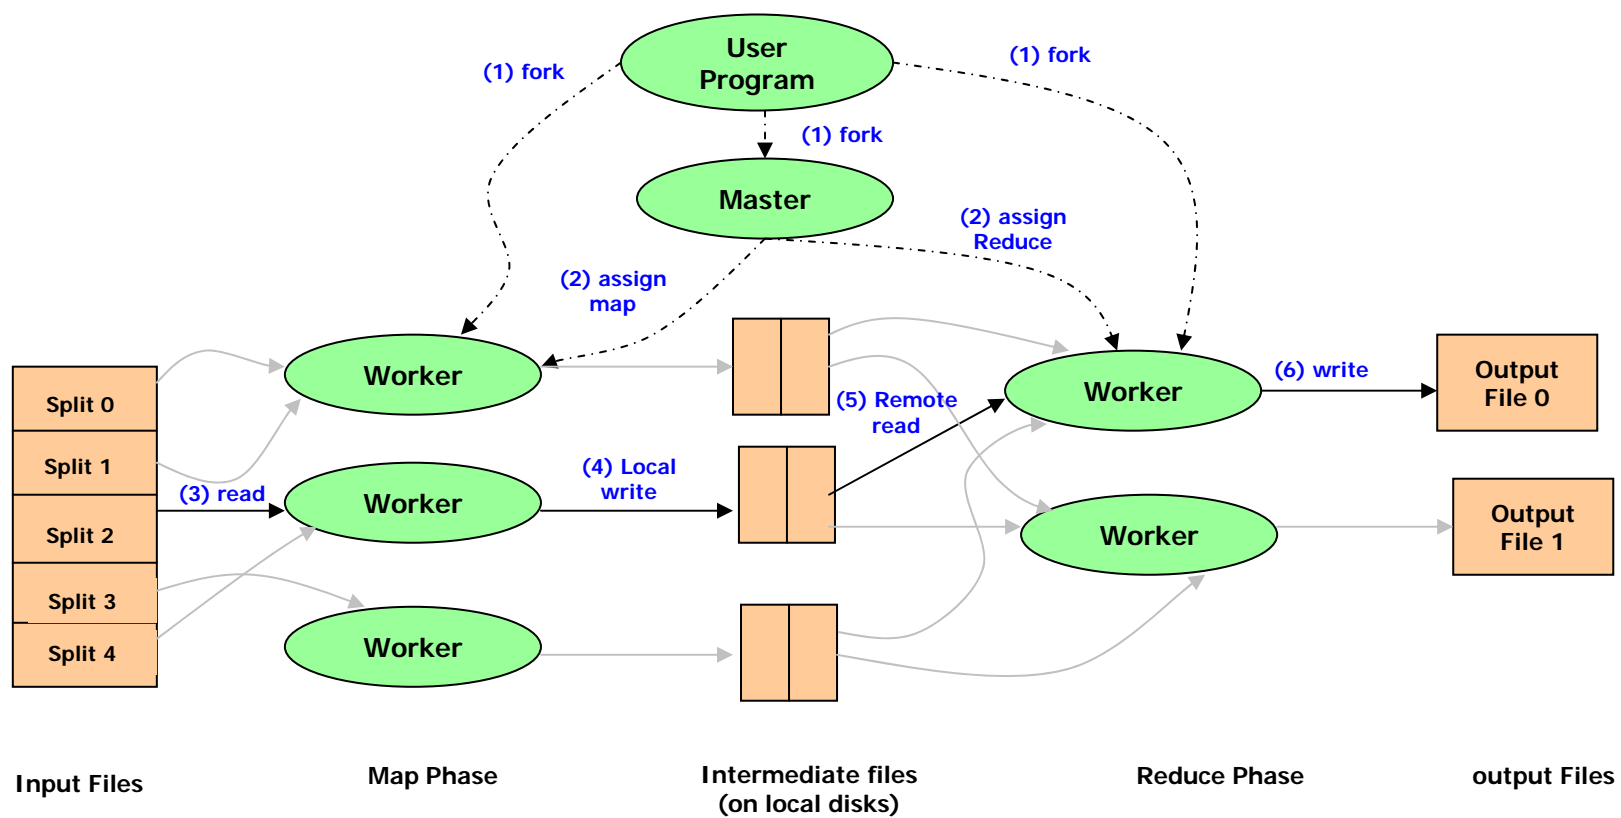 User
Program
(1) fork
(1) fork
(1) fork
Master
(2) assign
Reduce
(2) assign
map
Worker
Worker
Worker
Split 0
Split 1
Split 2
Split 3
Split 4
(3) read
(4) Local
write
(5) Remote
read
Worker
Worker
(6) write
Output
File 0
Output
File 1
Input Files
Map Phase
Intermediate files
(on local disks)
Reduce Phase
output Files